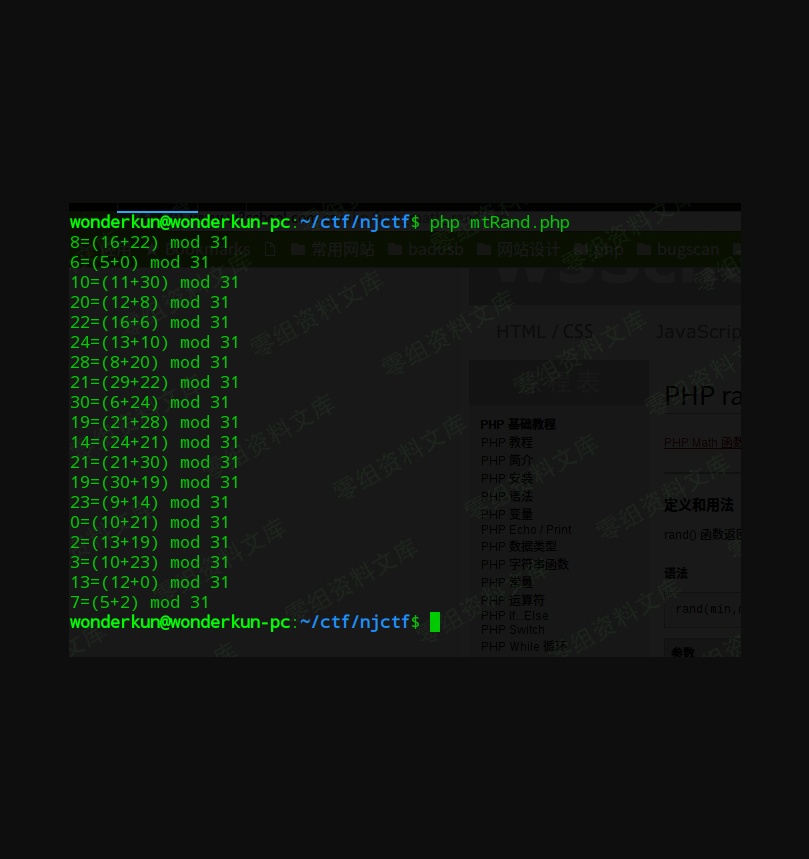 wonderkun@wonderkun-pc:~/ctf/njctf$ php mtRand.php
8=(16+22) mod 31
6=(5+0) mod 31
10=(11+30) mod 31
20=(12+8) mod 31
22=(16+6) mod 31
24=(13+10) mod 31
28=(8+20) mod 31
21=(29+22) mod 31
30=(6+24) mod 31
19=(21+28) mod 31
14=(24+21) mod 31
21=(21+30) mod 31
19=(30+19) mod 31
23=(9+14) mod 31
0=(10+21) mod 31
2=(13+19) mod 31
3=(10+23) mod 31
13=(12+0) mod 31
7=(5+2) mod 31
wonderkun@wonderkun-pc:~/ctf/njctf$
常用网站
baidusb
网站设计
php
bugscan
HTML / CSS
JavaScrip
PHP 基础教程
PHP 教程
PHP 简介
PHP 安装
PHP 语法
PHP 变量
PHP Echo / Print
PHP 数据类型
PHP 字符串函数
PHP 常量
PHP 运算符
PHP If...Else
PHP Switch
PHP While 循环
PHP ra
PHP Math 函数
定义和用法
rand() 函数返回
语法
rand(min,
参数
零组资料文库